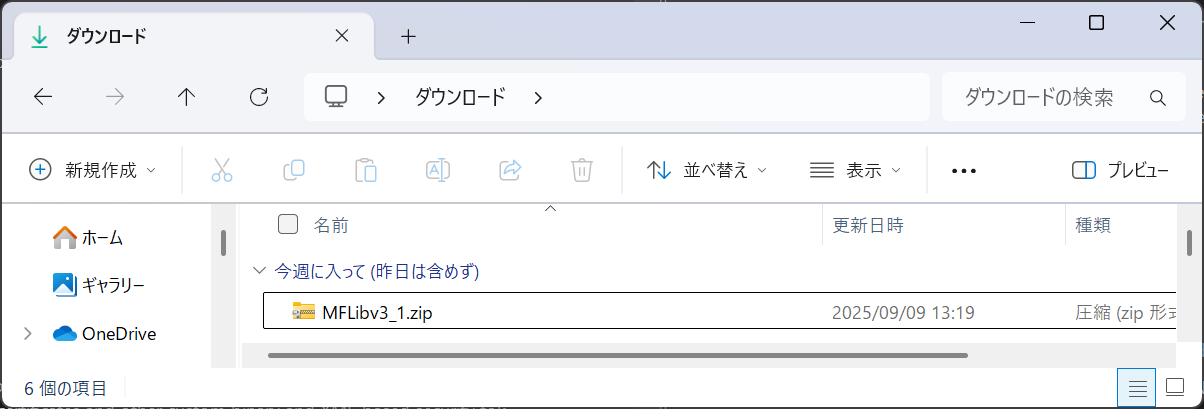 ダウンロード
ダウンロード
ダウンロードの検索
新規作成
並べ替え
表示
プレビュー
ホーム
ギャラリー
OneDrive
名前
更新日時
種類
今週に入って (昨日は含めず)
MFLibv3_1.zip
2025/09/09 13:19
圧縮 (zip 形式
6 個の項目